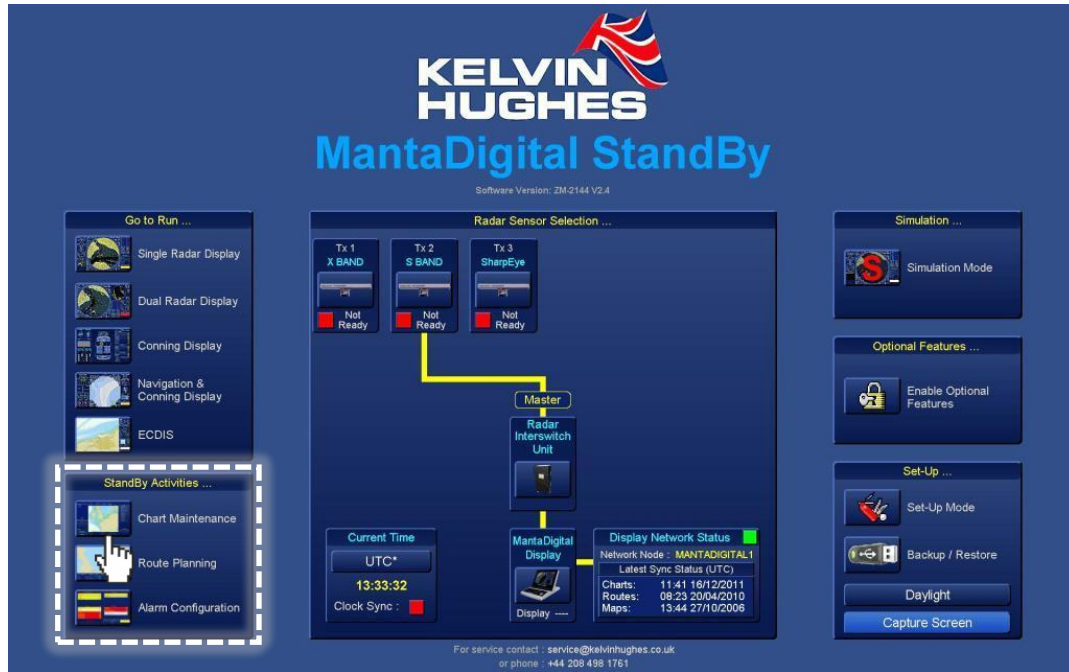 KELVIN
HUGHES
MantaDigital StandBy
Software Version: ZM-2144 V2.4
Go to Run ...
Single Radar Display
Dual Radar Display
Conning Display
Navigation &
Conning Display
ECDIS
StandBy Activities ...
Chart Maintenance
Route Planning
Alarm Configuration
Radar Sensor Selection ...
Tx 1
X BAND
Not
Ready
Tx 2
S BAND
Not
Ready
Tx 3
SharpEye
Not
Ready
Master
Radar
Interswitch
Unit
Current Time
UTC*
13:33:32
Clock Sync :
MantaDigital
Display
Display ----
Display Network Status
Network Node : MANTADIGITAL1
Latest Sync Status (UTC)
Charts: 11:41 16/12/2011
Routes: 08:23 20/04/2010
Maps: 13:44 27/10/2006
Simulation ...
S
Simulation Mode
Optional Features ...
Enable Optional
Features
Set-Up ...
Set-Up Mode
Backup / Restore
Daylight
Capture Screen
For service contact : service@kelvinhughes.co.uk
or phone : +44 208 498 1761